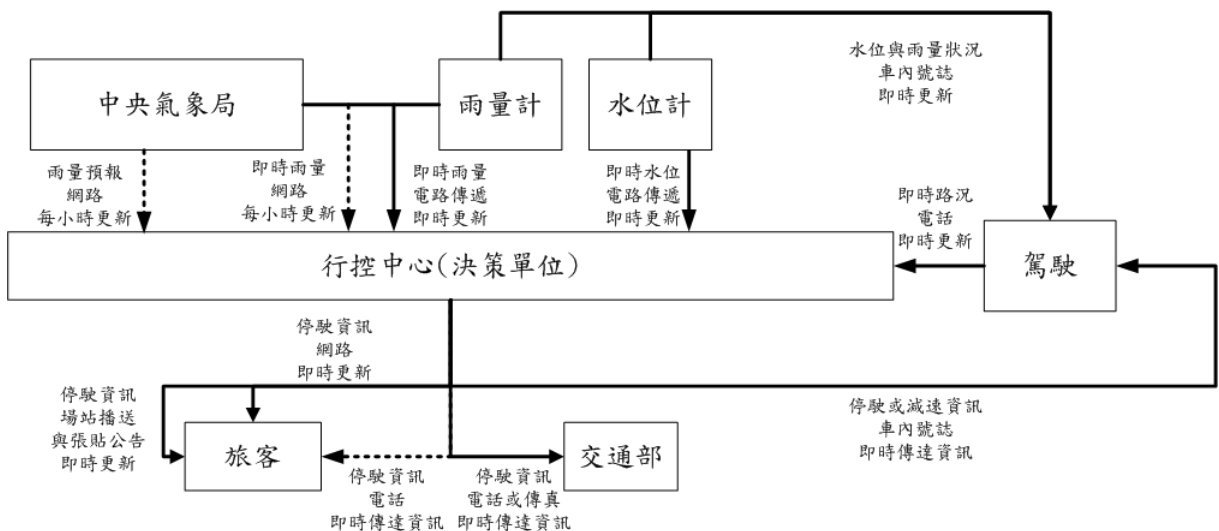 水位與雨量狀況
車內號誌
即時更新
中央氣象局
雨量計
水位計
雨量預報
網路
每小時更新
即時雨量
網路
每小時更新
即時雨量
電路傳遞
即時更新
即時水位
電路傳遞
即時更新
即時路況
電話
即時更新
行控中心(決策單位)
駕駛
停駛資訊
網路
即時更新
停駛資訊
場站播送
與張貼公告
即時更新
旅客
停駛資訊
電話
即時傳達資訊
停駛資訊
電話或傳真
即時傳達資訊
交通部
停駛或減速資訊
車內號誌
即時傳達資訊